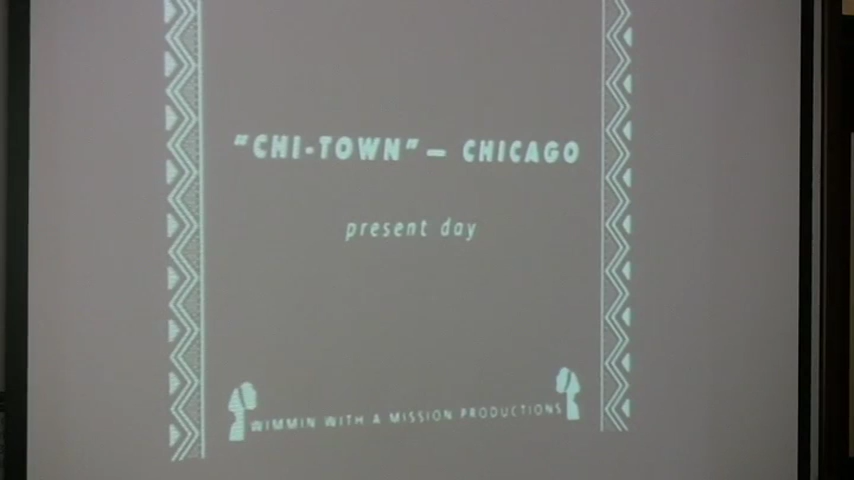 "CHI-TOWN" — CHICAGO
present day
WIMMIN WITH A MISSION PRODUCTIONS